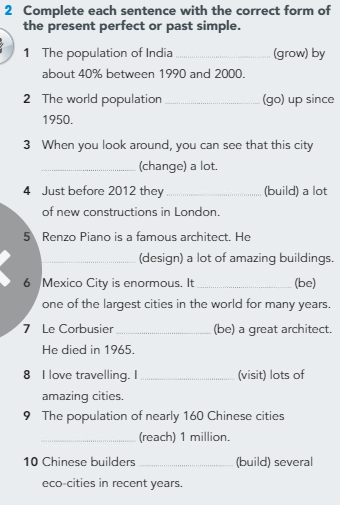 2 Complete each sentence with the correct form of
the present perfect or past simple.
1 The population of India ............ (grow) by
about 40% between 1990 and 2000.
2 The world population ............ (go) up since
1950.
3 When you look around, you can see that this city
............ (change) a lot.
4 Just before 2012 they ............ (build) a lot
of new constructions in London.
5 Renzo Piano is a famous architect. He
............ (design) a lot of amazing buildings.
6 Mexico City is enormous. It ............ (be)
one of the largest cities in the world for many years.
7 Le Corbusier ............ (be) a great architect.
He died in 1965.
8 I love travelling. I ............ (visit) lots of
amazing cities.
9 The population of nearly 160 Chinese cities
............ (reach) 1 million.
10 Chinese builders ............ (build) several
eco-cities in recent years.